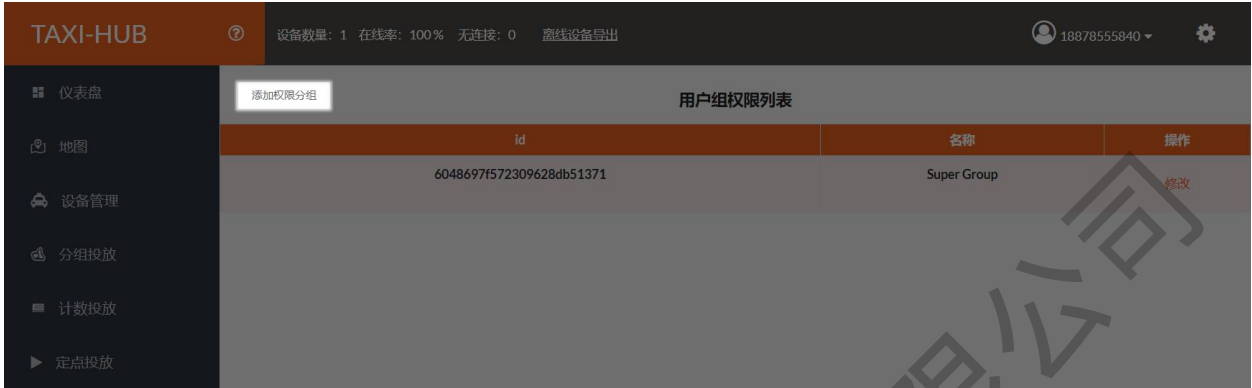 TAXI-HUB
设备数量：1 在线率：100% 无连接：0 离线设备导出
18878555840
仪表盘
地图
设备管理
分组投放
计数投放
定点投放
添加权限分组
用户组权限列表
id 名称 操作
6048697f572309628db51371 Super Group 修改
限公司